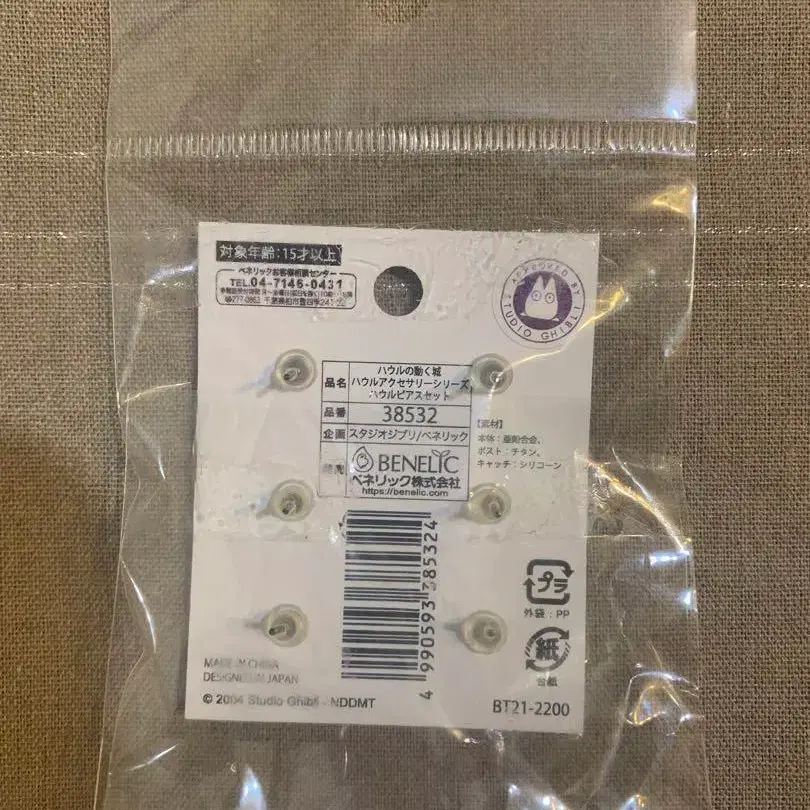 対象年齢:15才以上
ベネリックお客様相談センター
TEL.04-7146-0431
APPROVED BY
STUDIO GHIBLI
品名
ハウルの動く城
ハウルアクセサリーシリーズ
ハウルピアスセット
品番 38532
企画 スタジオジブリ/ベネリック
BENELIC
ベネリック株式会社
https://benelic.com
【素材】
本体:亜鉛合金、
ポスト:チタン、
キャッチ:シリコーン
4 990593 385324
プラ
外袋:PP
紙
台紙
MADE IN CHINA
DESIGNED IN JAPAN
© 2004 Studio Ghibli - NDDMT
BT21-2200